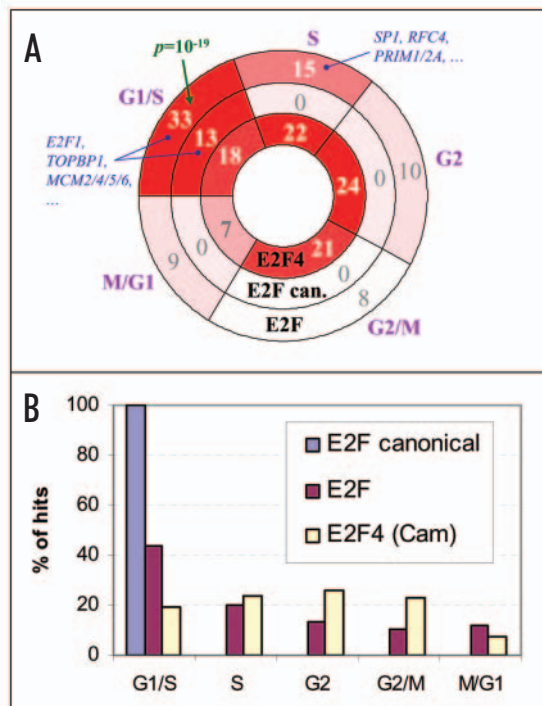 A
p=10⁻¹⁹
S
SP1, RFC4,
PRIM1/2A, ...
G1/S
15
0
33
13
18
22
E2F1,
TOPBP1,
MCM2/4/5/6,
...
G2
10
0
24
7
0
9
M/G1
21
0
8
G2/M
E2F4
E2F can.
E2F
B
100
80
60
40
20
0
% of hits
E2F canonical
E2F
E2F4 (Cam)
G1/S S G2 G2/M M/G1